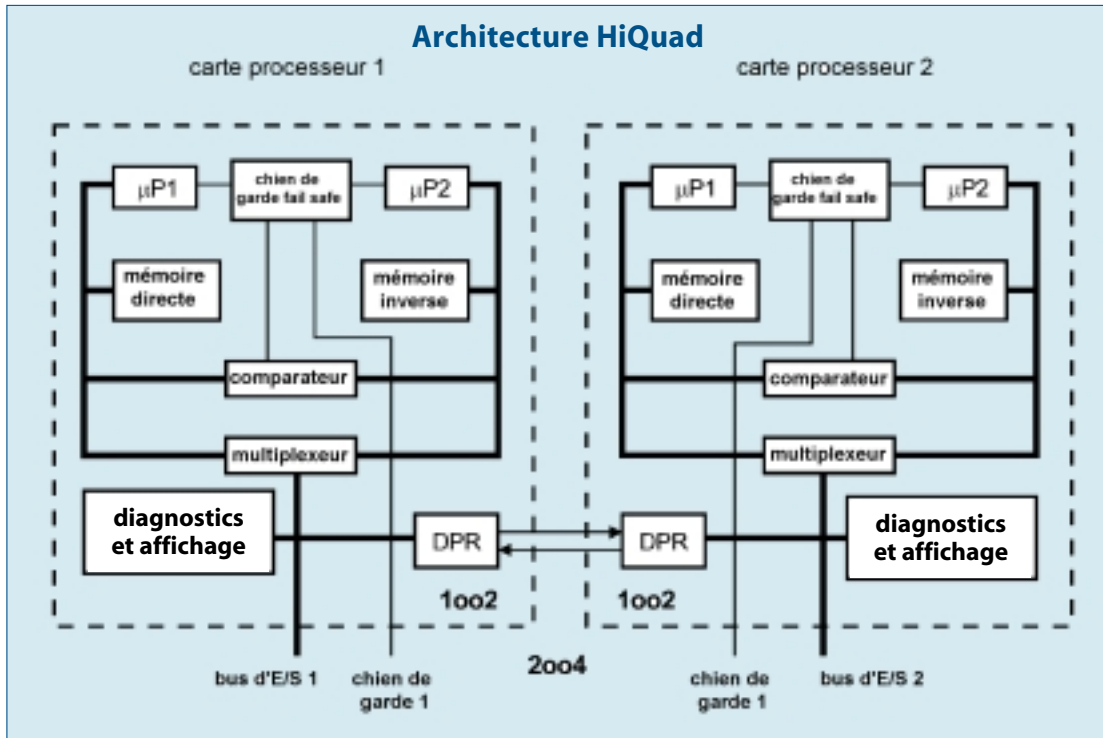 Architecture HiQuad
carte processeur 1
carte processeur 2
µP1
chien de
garde fail safe
µP2
mémoire
directe
mémoire
inverse
comparateur
multiplexeur
diagnostics
et affichage
DPR
1oo2
bus d'E/S 1
chien de
garde 1
2oo4
µP1
chien de
garde fail safe
µP2
mémoire
directe
mémoire
inverse
comparateur
multiplexeur
DPR
diagnostics
et affichage
1oo2
chien de
garde 1
bus d'E/S 2